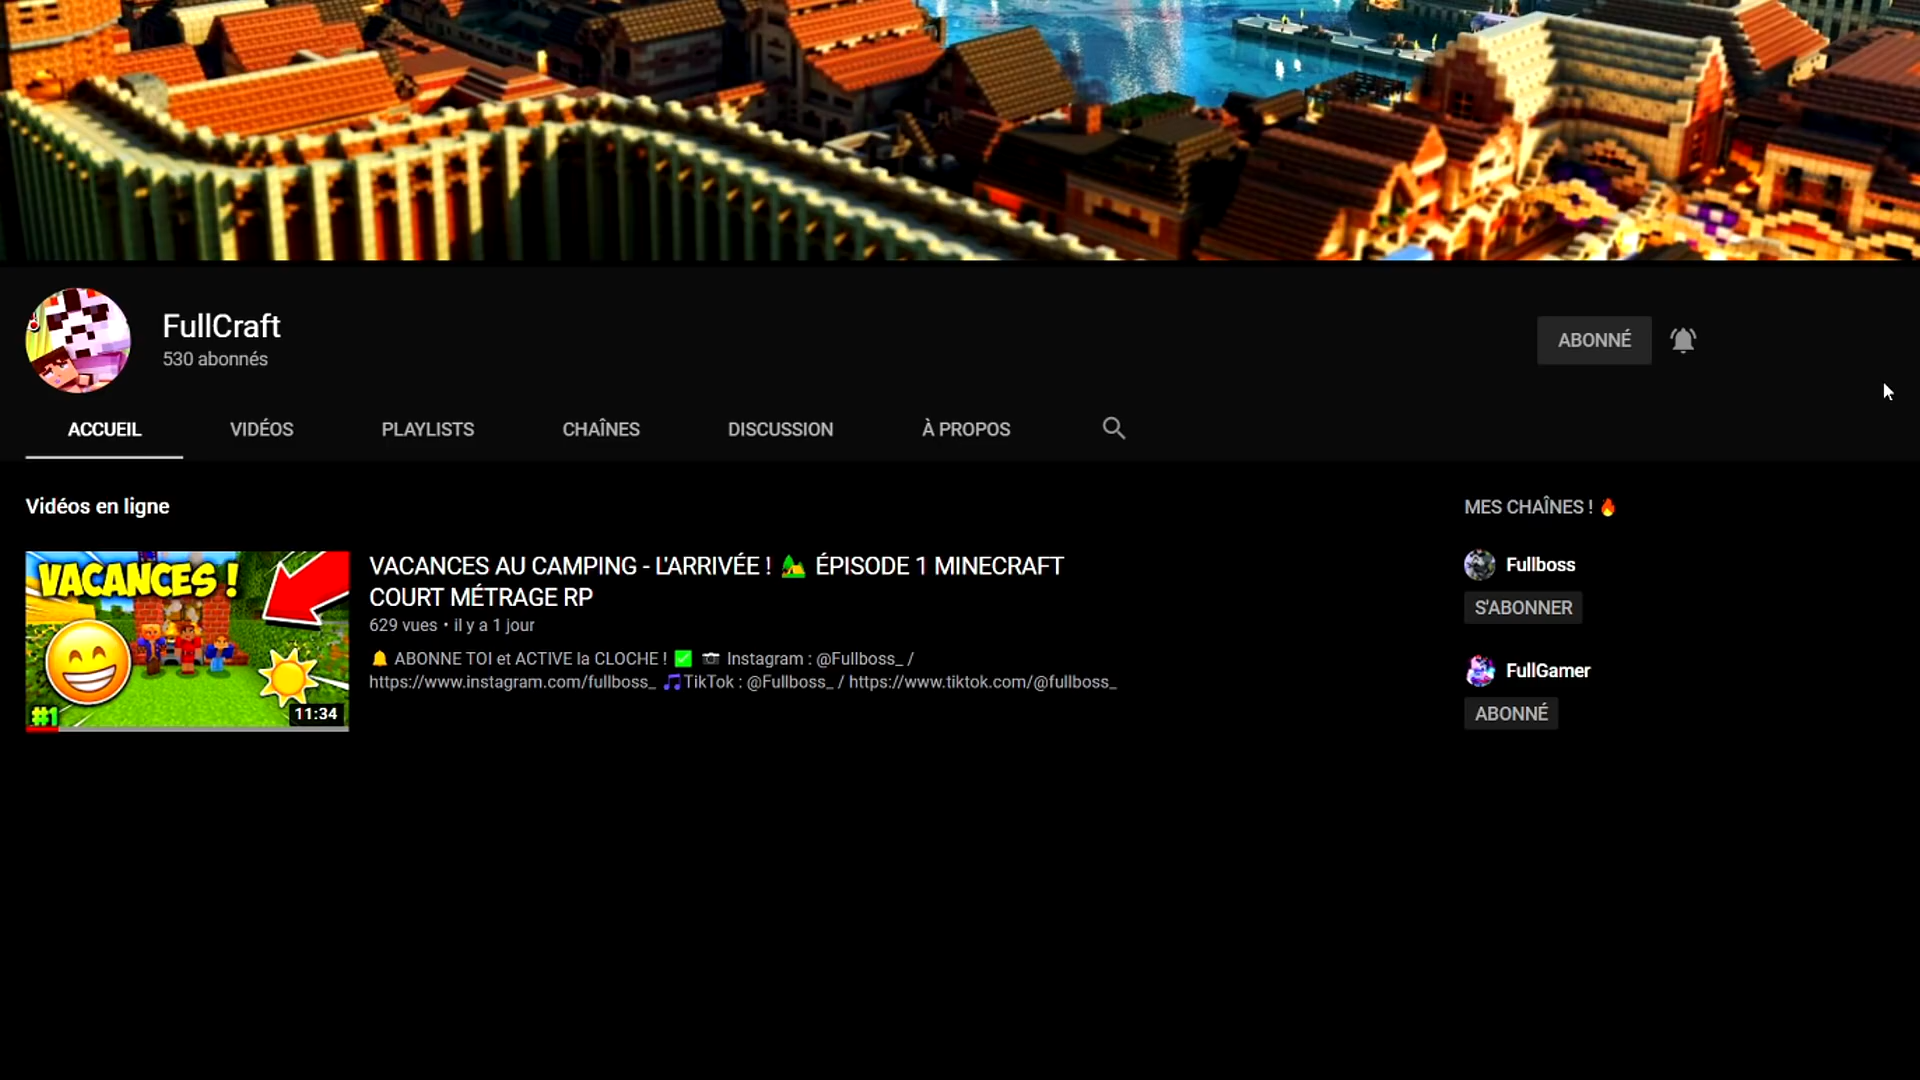 FullCraft
530 abonnés
ABONNÉ
ACCUEIL
VIDÉOS
PLAYLISTS
CHAÎNES
DISCUSSION
À PROPOS
Vidéos en ligne
VACANCES !
#1
11:34
VACANCES AU CAMPING - L'ARRIVÉE ! 🏕️ ÉPISODE 1 MINECRAFT
COURT MÉTRAGE RP
629 vues • il y a 1 jour
🔔 ABONNE TOI et ACTIVE la CLOCHE ! ✅ 📷 Instagram : @Fullboss_ /
https://www.instagram.com/fullboss_ 🎵TikTok : @Fullboss_ / https://www.tiktok.com/@fullboss_
MES CHAÎNES ! 🔥
Fullboss
S'ABONNER
FullGamer
ABONNÉ